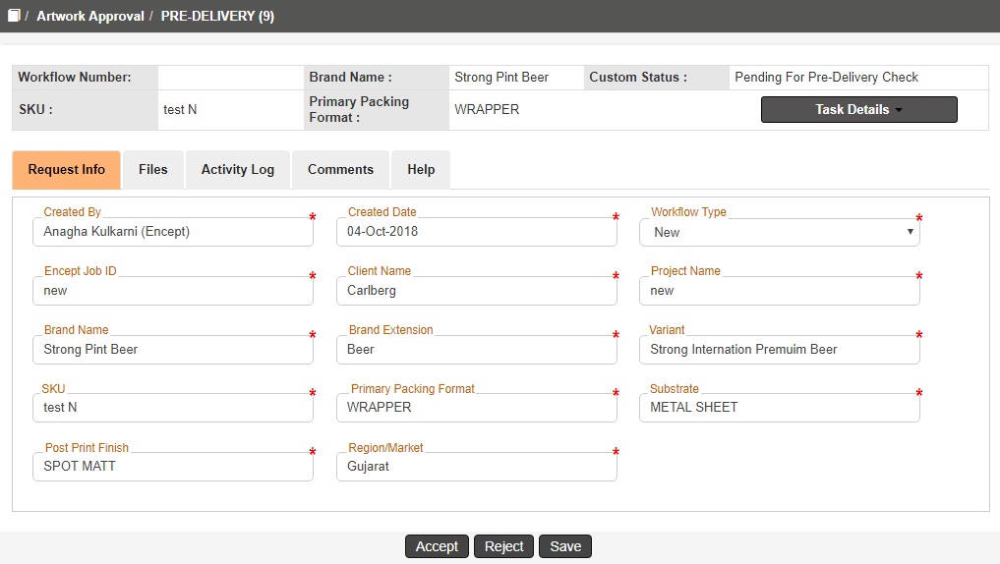 / Artwork Approval / PRE-DELIVERY (9)
Workflow Number: Brand Name : Strong Pint Beer Custom Status : Pending For Pre-Delivery Check
SKU : test N Primary Packing Format : WRAPPER Task Details
Request Info Files Activity Log Comments Help
Created By * Created Date * Workflow Type *
Anagha Kulkarni (Encept) 04-Oct-2018 New
Encept Job ID * Client Name * Project Name *
new Carlberg new
Brand Name * Brand Extension * Variant *
Strong Pint Beer Beer Strong Internation Premuim Beer
SKU * Primary Packing Format * Substrate *
test N WRAPPER METAL SHEET
Post Print Finish * Region/Market *
SPOT MATT Gujarat
Accept Reject Save